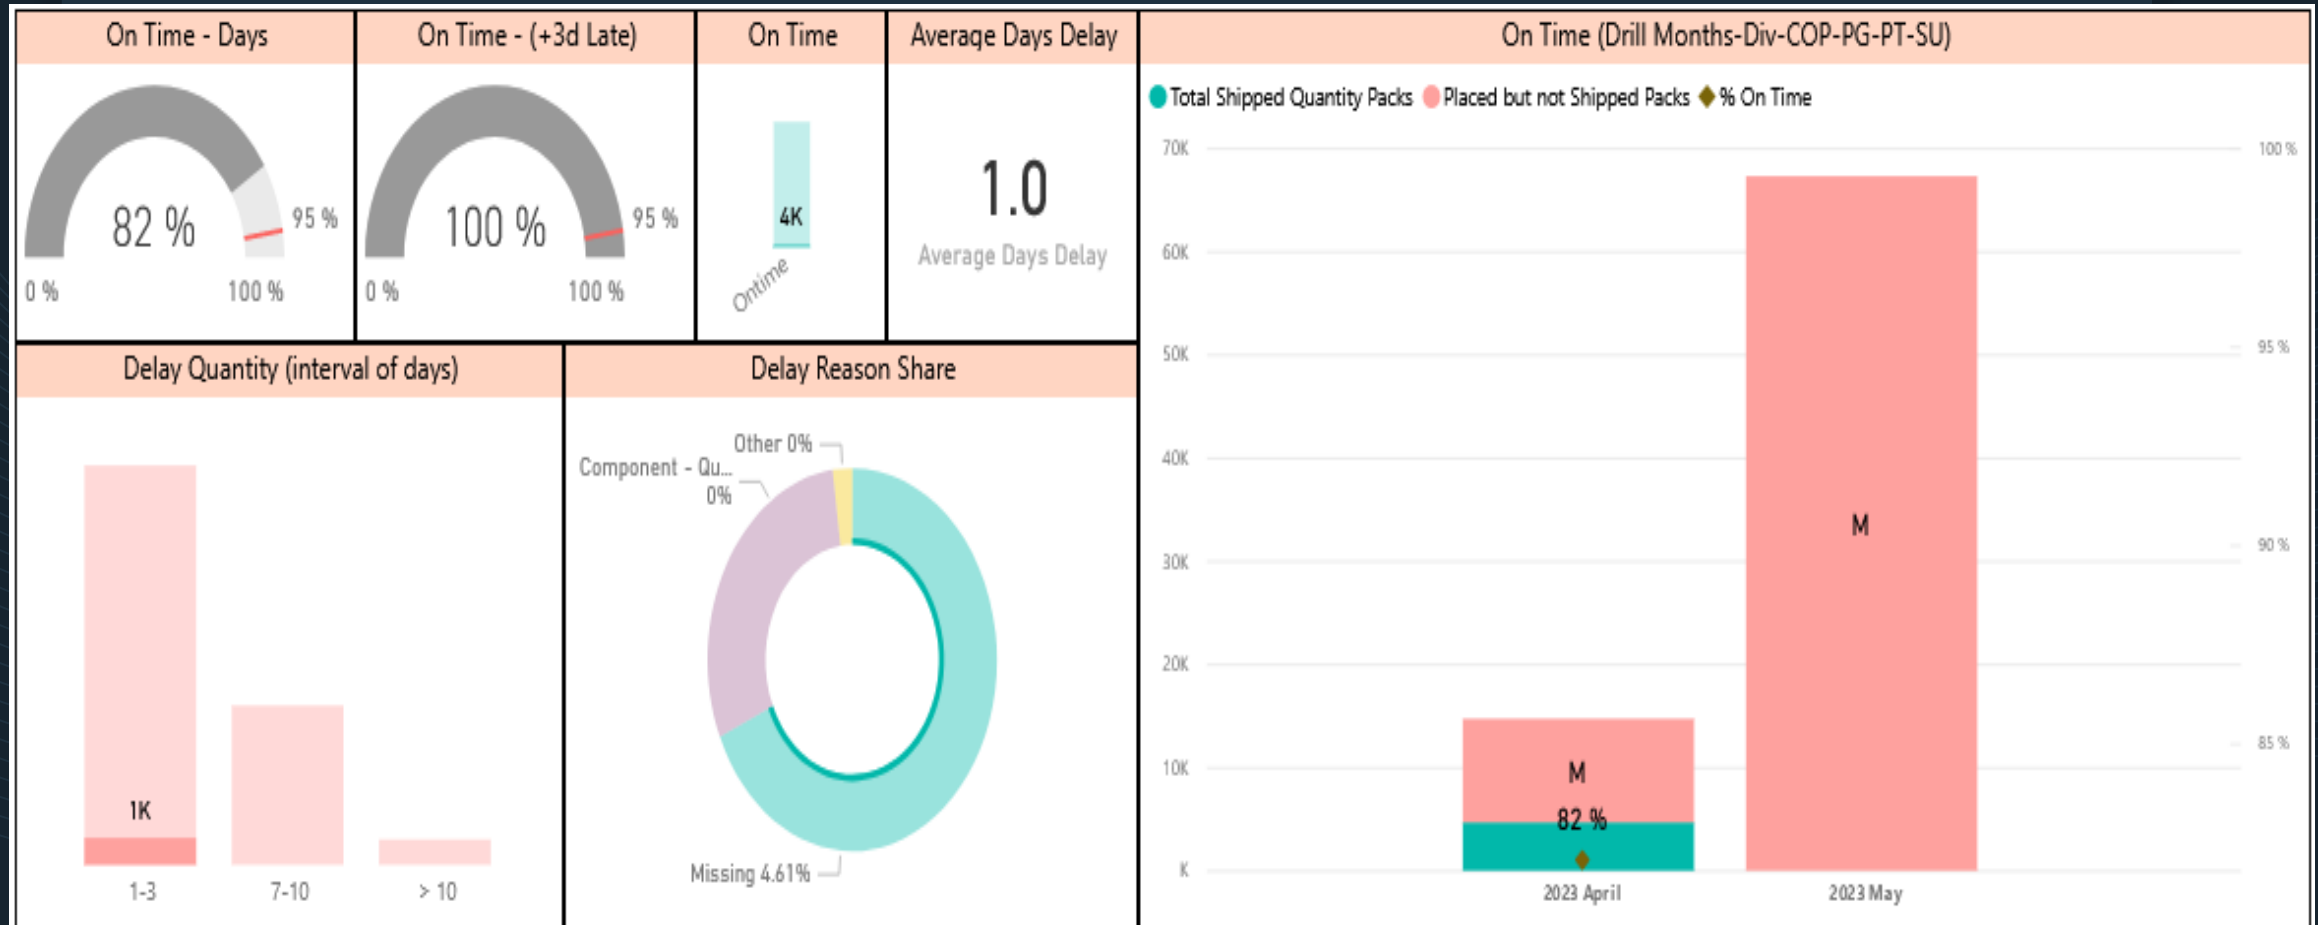 On Time - Days
82 %
95 %
0 %
100 %
On Time - (+3d Late)
100 %
95 %
0 %
100 %
On Time
4K
Ontime
Average Days Delay
1.0
Average Days Delay
Delay Quantity (interval of days)
1K
1-3
7-10
> 10
Delay Reason Share
Other 0%
Component - Qu...
0%
Missing 4.61%
On Time (Drill Months-Div-COP-PG-PT-SU)
Total Shipped Quantity Packs
Placed but not Shipped Packs
% On Time
70K
60K
50K
40K
30K
20K
10K
K
100 %
95 %
90 %
85 %
M
82 %
M
2023 April
2023 May